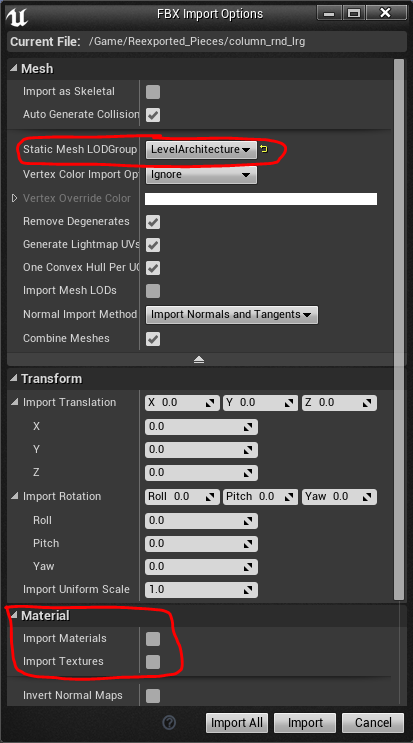 FBX Import Options
Current File: /Game/Reexported_Pieces/column_rnd_lrg
Mesh
Import as Skeletal
Auto Generate Collision
Static Mesh LODGroup LevelArchitecture
Vertex Color Import Opt Ignore
Vertex Override Color
Remove Degenerates
Generate Lightmap UVs
One Convex Hull Per UC
Import Mesh LODs
Normal Import Method Import Normals and Tangents
Combine Meshes
Transform
Import Translation X 0.0 Y 0.0 Z 0.0
X 0.0
Y 0.0
Z 0.0
Import Rotation Roll 0.0 Pitch 0.0 Yaw 0.0
Roll 0.0
Pitch 0.0
Yaw 0.0
Import Uniform Scale 1.0
Material
Import Materials
Import Textures
Invert Normal Maps
? Import All Import Cancel